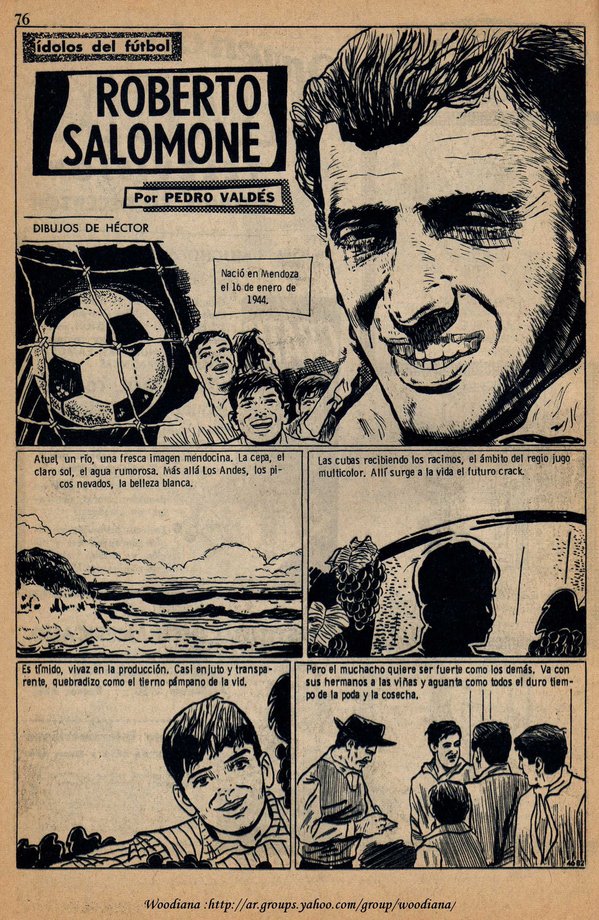 76
ídolos del fútbol
ROBERTO
SALOMONE
Por PEDRO VALDÉS
DIBUJOS DE HÉCTOR
Nació en Mendoza
el 16 de enero de
1944.
Atuel, un río, una fresca imagen mendocina. La cepa, el
claro sol, el agua rumorosa. Más allá Los Andes, los pi-
cos nevados, la belleza blanca.
Las cubas recibiendo los racimos, el ámbito del regio jugo
multicolor. Allí surge a la vida el futuro crack.
Es tímido, vivaz en la producción. Casi enjuto y transpa-
rente, quebradizo como el tierno pámpano de la vid.
Pero el muchacho quiere ser fuerte como los demás. Va con
sus hermanos a las viñas y aguanta como todos el duro tiem-
po de la poda y la cosecha.
Woodiana :http://ar.groups.yahoo.com/group/woodiana/